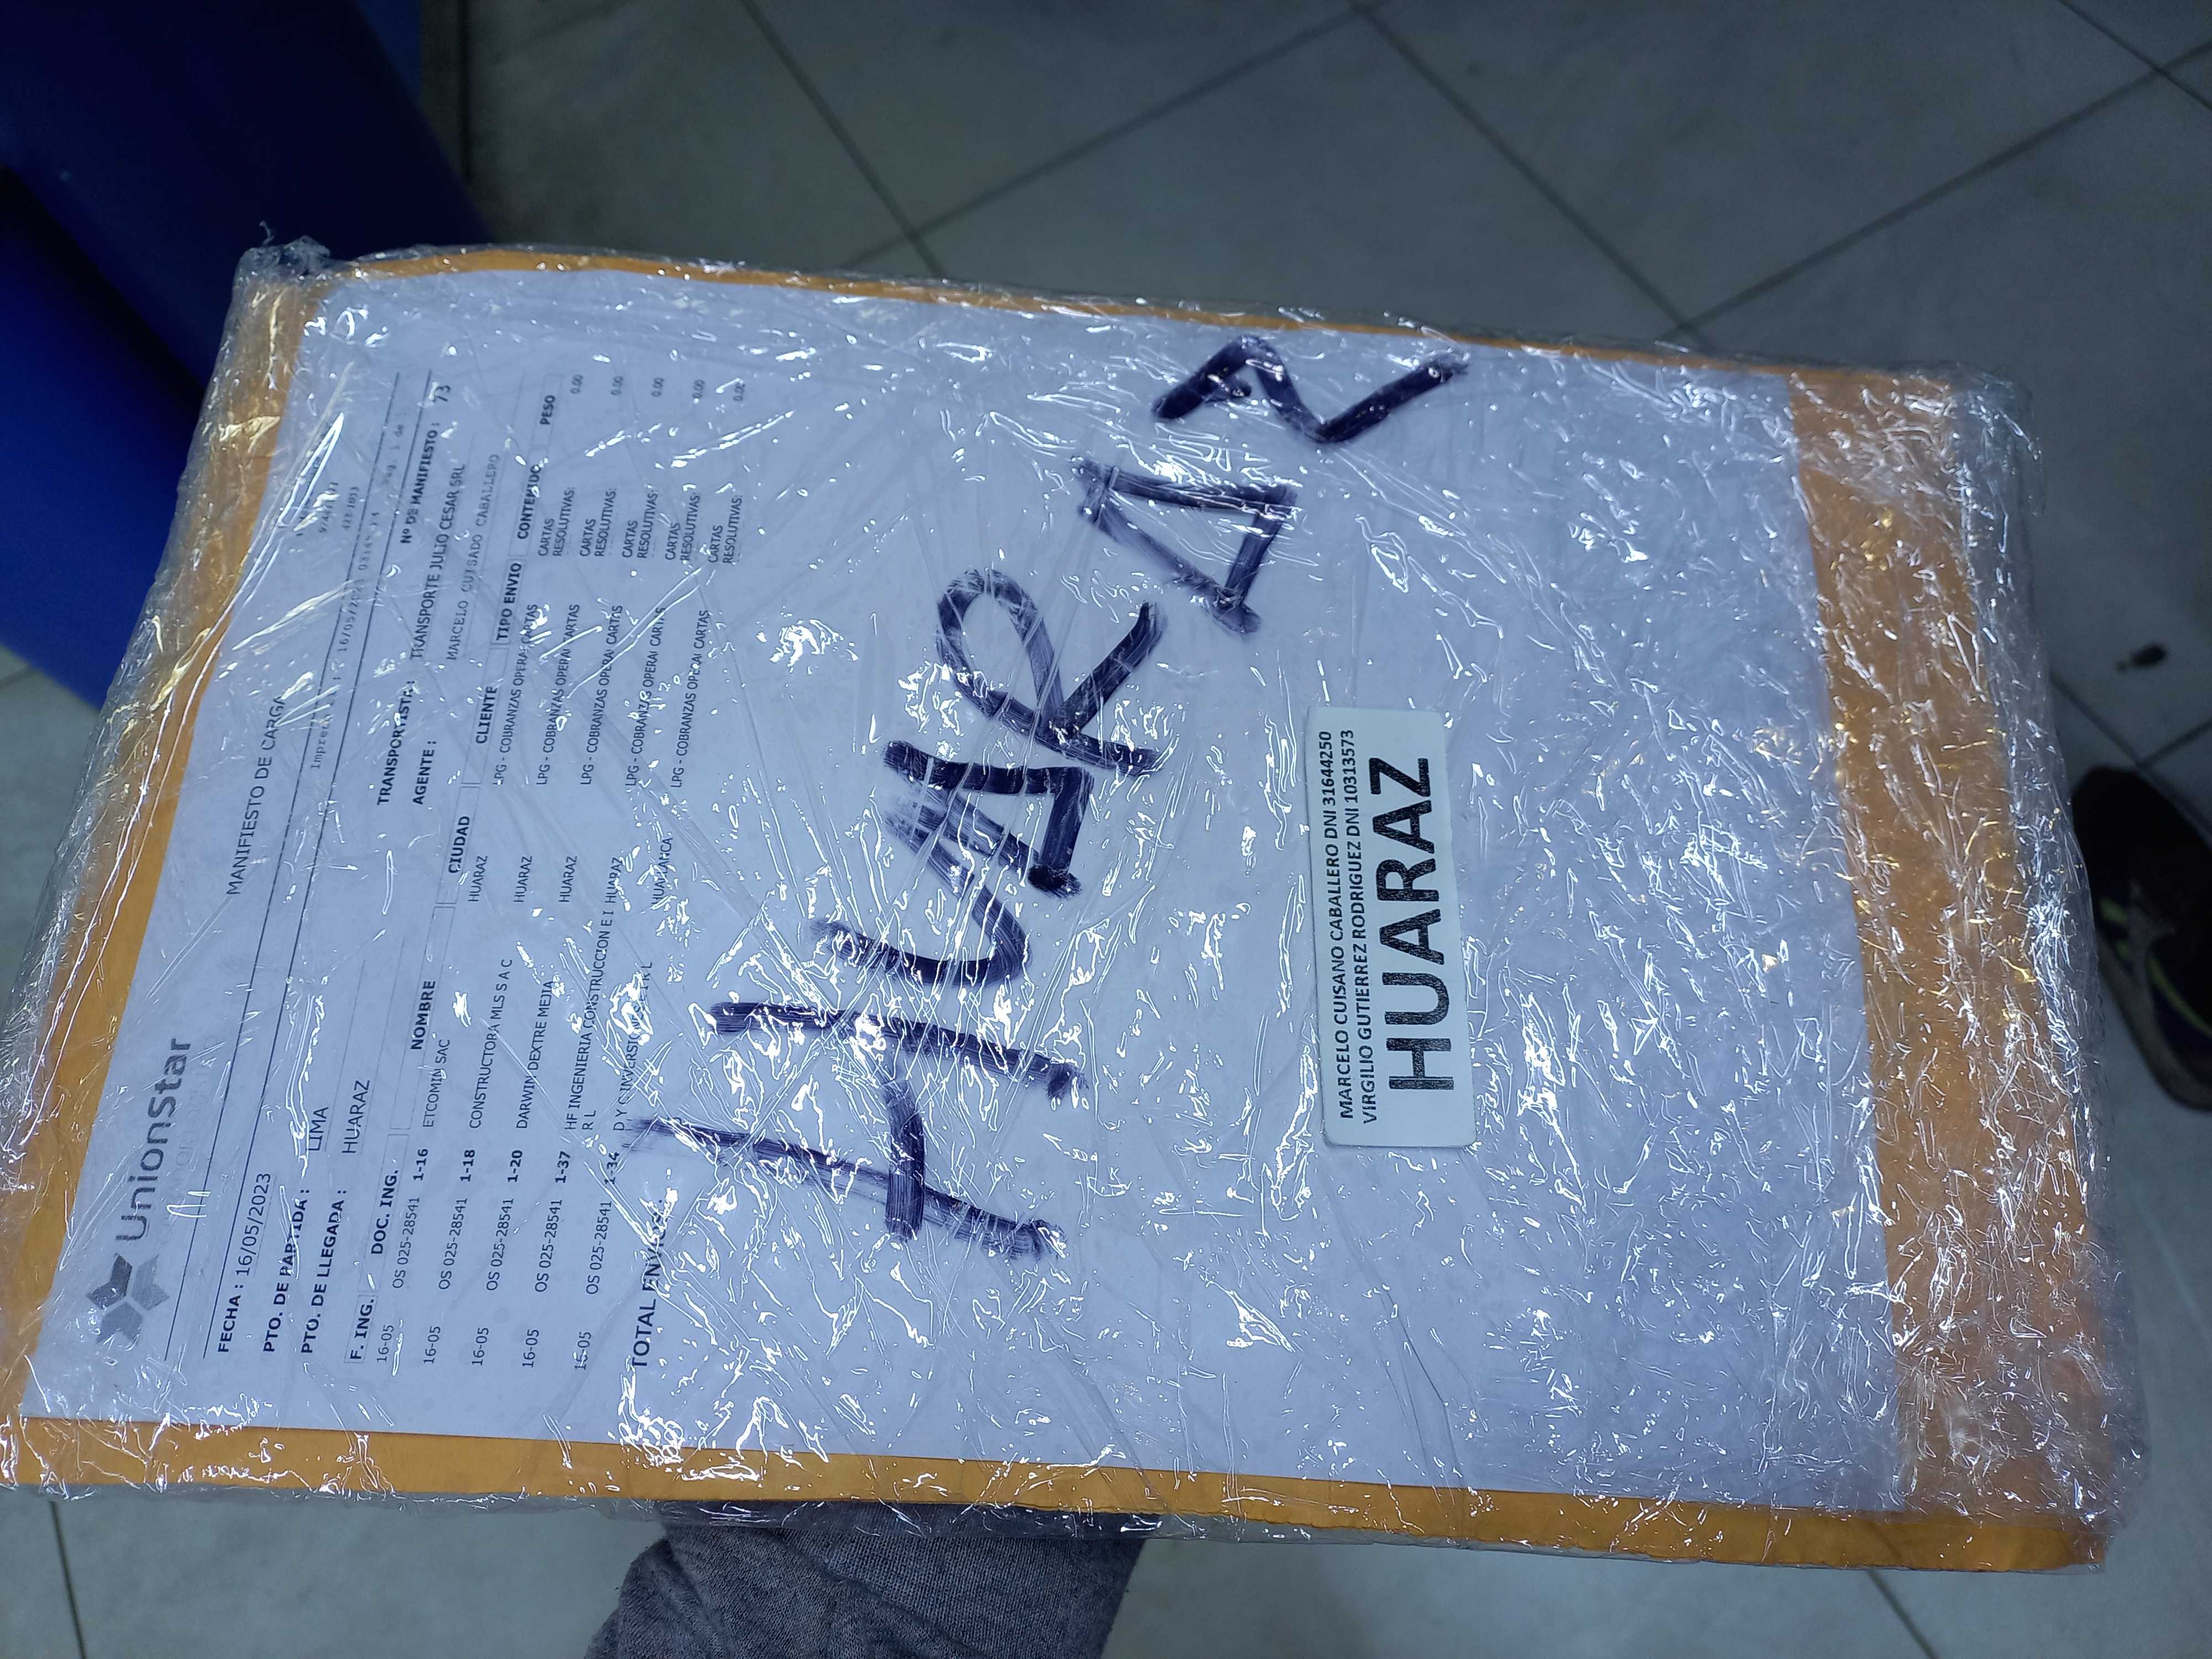 unionstar
MANIFIESTO DE CARGA
FECHA : 16/05/2023
PTO. DE PARTIDA : LIMA
PTO. DE LLEGADA : HUARAZ
Nº DE MANIFIESTO : 73
TRANSPORTISTA : TRANSPORTE JULIO CESAR SRL
AGENTE : MARCELO CUISADO CABALLERO
F. ING. DOC. ING. NOMBRE CIUDAD CLIENTE TIPO ENVIO CONTENIDO PESO
16-05 OS 025-28541 1-16 ETCOMIN SAC HUARAZ LPG - COBRANZAS OPERA CARTAS CARTAS RESOLUTIVAS: 0.00
16-05 OS 025-28541 1-18 CONSTRUCTORA MLS S A C HUARAZ LPG - COBRANZAS OPERA CARTAS CARTAS RESOLUTIVAS: 0.00
16-05 OS 025-28541 1-20 DARWIN DEXTRE MEJIA HUARAZ LPG - COBRANZAS OPERA CARTAS CARTAS RESOLUTIVAS: 0.00
16-05 OS 025-28541 1-37 HF INGENIERIA CONSTRUCCION E I R L HUARAZ LPG - COBRANZAS OPERA CARTAS CARTAS RESOLUTIVAS: 0.00
16-05 OS 025-28541 1-34 D Y C E I R L LPG - COBRANZAS OPERA CARTAS CARTAS RESOLUTIVAS: 0.00
TOTAL ENVIOS:
HUARAZ
MARCELO CUISANO CABALLERO DNI 31644250
VIRGILIO GUTIERREZ RODRIGUEZ DNI 10313573
HUARAZ